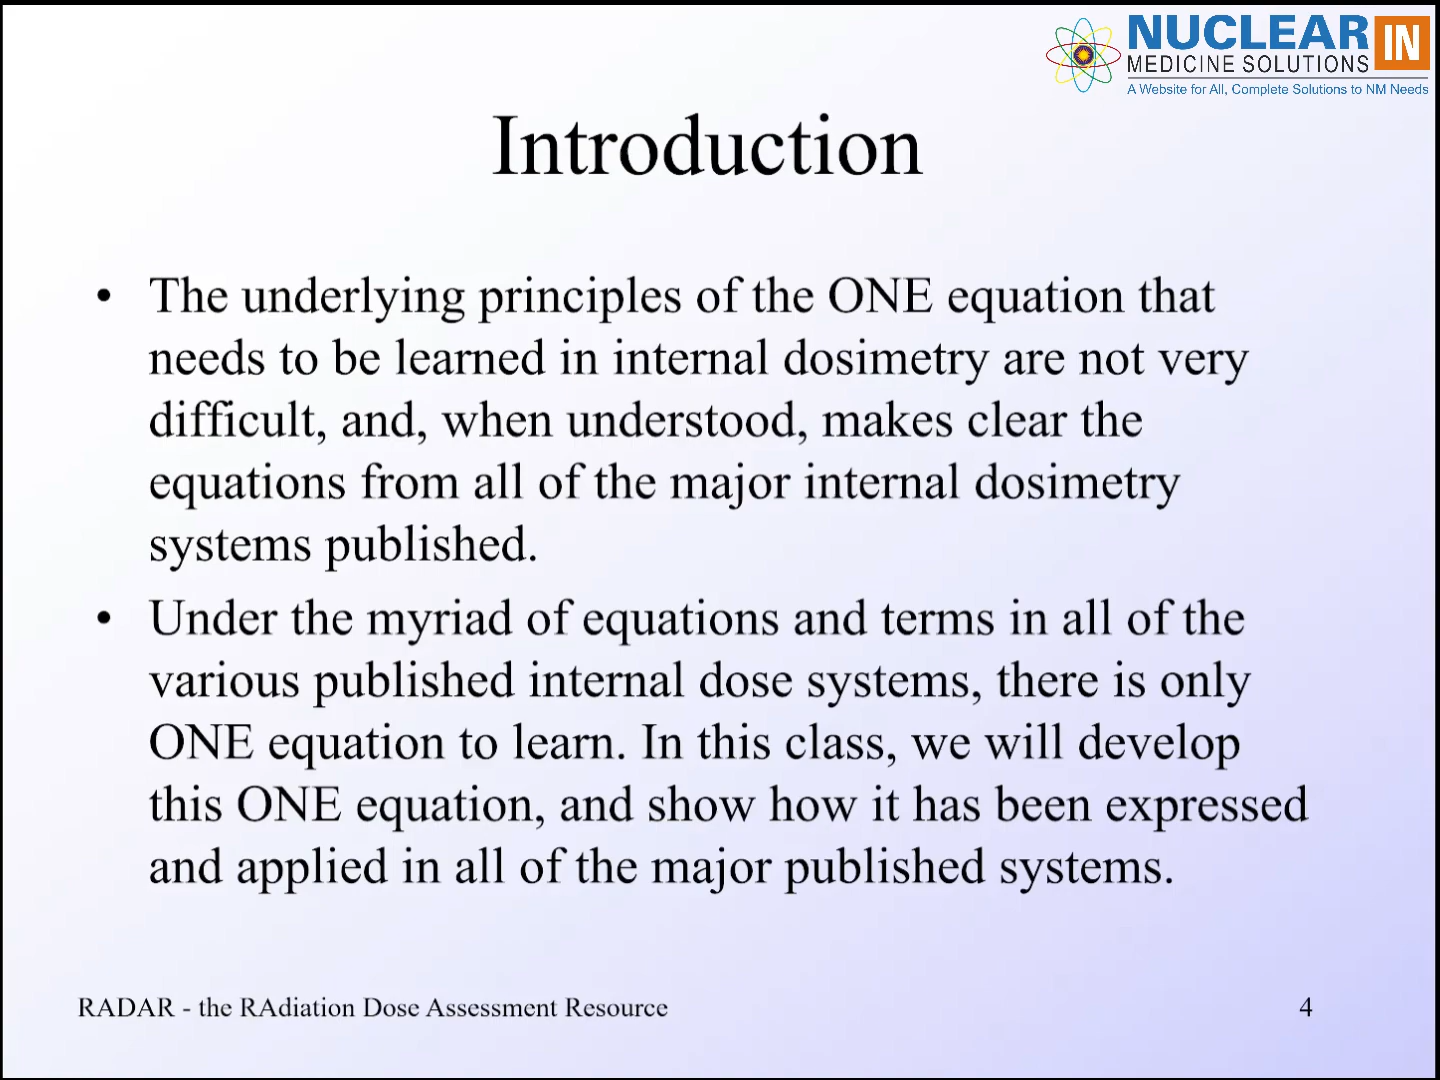 NUCLEAR IN
MEDICINE SOLUTIONS
A Website for All, Complete Solutions to NM Needs
Introduction
• The underlying principles of the ONE equation that
needs to be learned in internal dosimetry are not very
difficult, and, when understood, makes clear the
equations from all of the major internal dosimetry
systems published.
• Under the myriad of equations and terms in all of the
various published internal dose systems, there is only
ONE equation to learn. In this class, we will develop
this ONE equation, and show how it has been expressed
and applied in all of the major published systems.
RADAR - the RAdiation Dose Assessment Resource
4